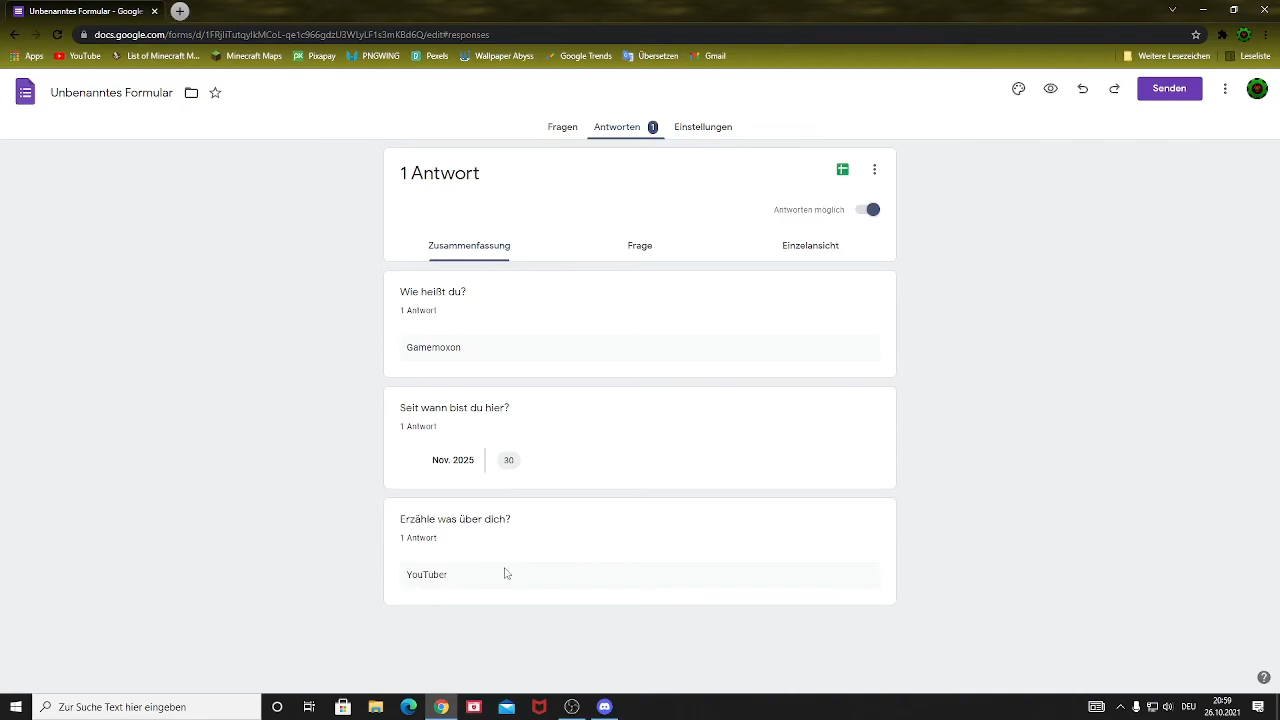 Unbenanntes Formular - Google
docs.google.com/forms/d/1FRjIiTutqyIkMCoL-qe1c966gdzU3WLyLF1s3mKBd6Q/edit#responses
Apps YouTube List of Minecraft M... Minecraft Maps Pixapay PNGWING Pexels Wallpaper Abyss Google Trends Übersetzen Gmail Weitere Lesezeichen Leseliste
Unbenanntes Formular
Senden
Fragen Antworten 1 Einstellungen
1 Antwort
Antworten möglich
Zusammenfassung Frage Einzelansicht
Wie heißt du?
1 Antwort
Gamemoxon
Seit wann bist du hier?
1 Antwort
Nov. 2025 30
Erzähle was über dich?
1 Antwort
YouTuber
Zur Suche Text hier eingeben
DEU
20:59
26.10.2021